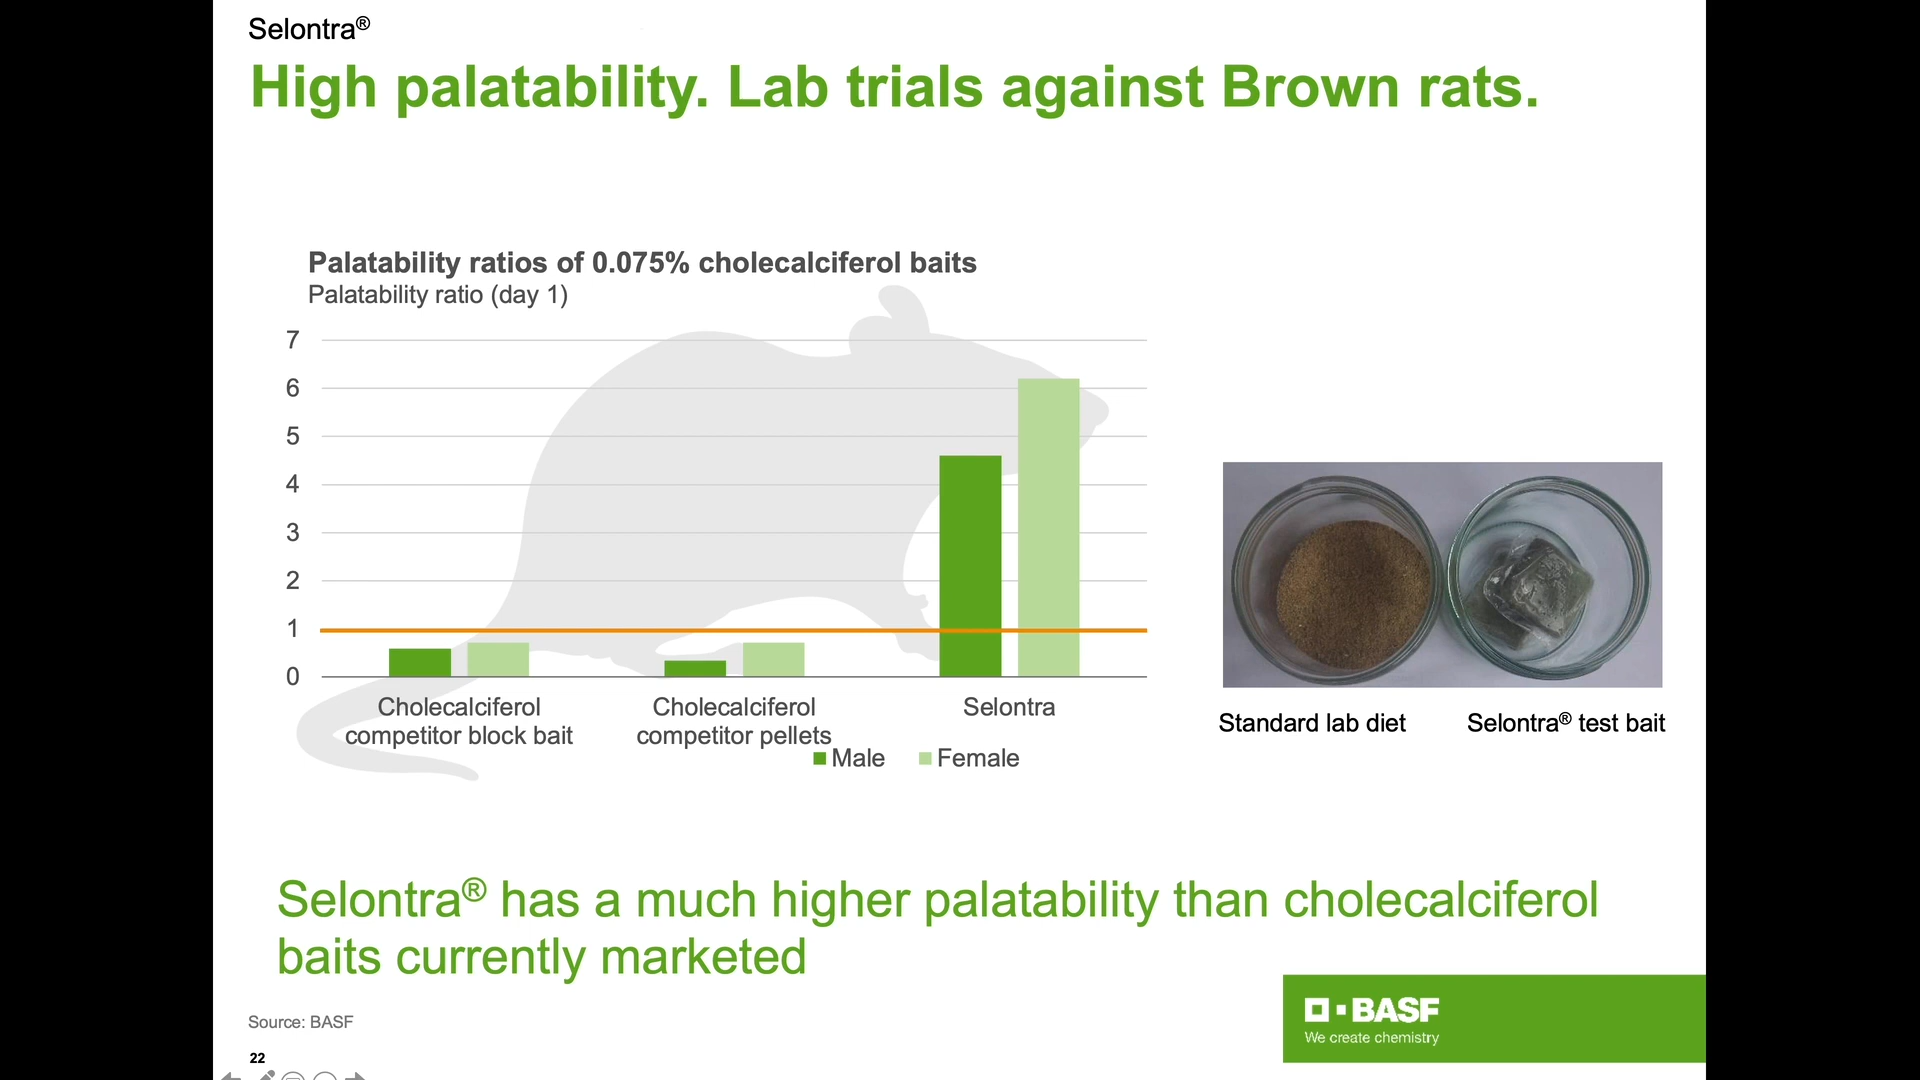 Selontra®
High palatability. Lab trials against Brown rats.
Palatability ratios of 0.075% cholecalciferol baits
Palatability ratio (day 1)
7
6
5
4
3
2
1
0
Cholecalciferol
competitor block bait
Cholecalciferol
competitor pellets
Selontra
Male
Female
Standard lab diet
Selontra® test bait
Selontra® has a much higher palatability than cholecalciferol
baits currently marketed
Source: BASF
22
BASF
We create chemistry